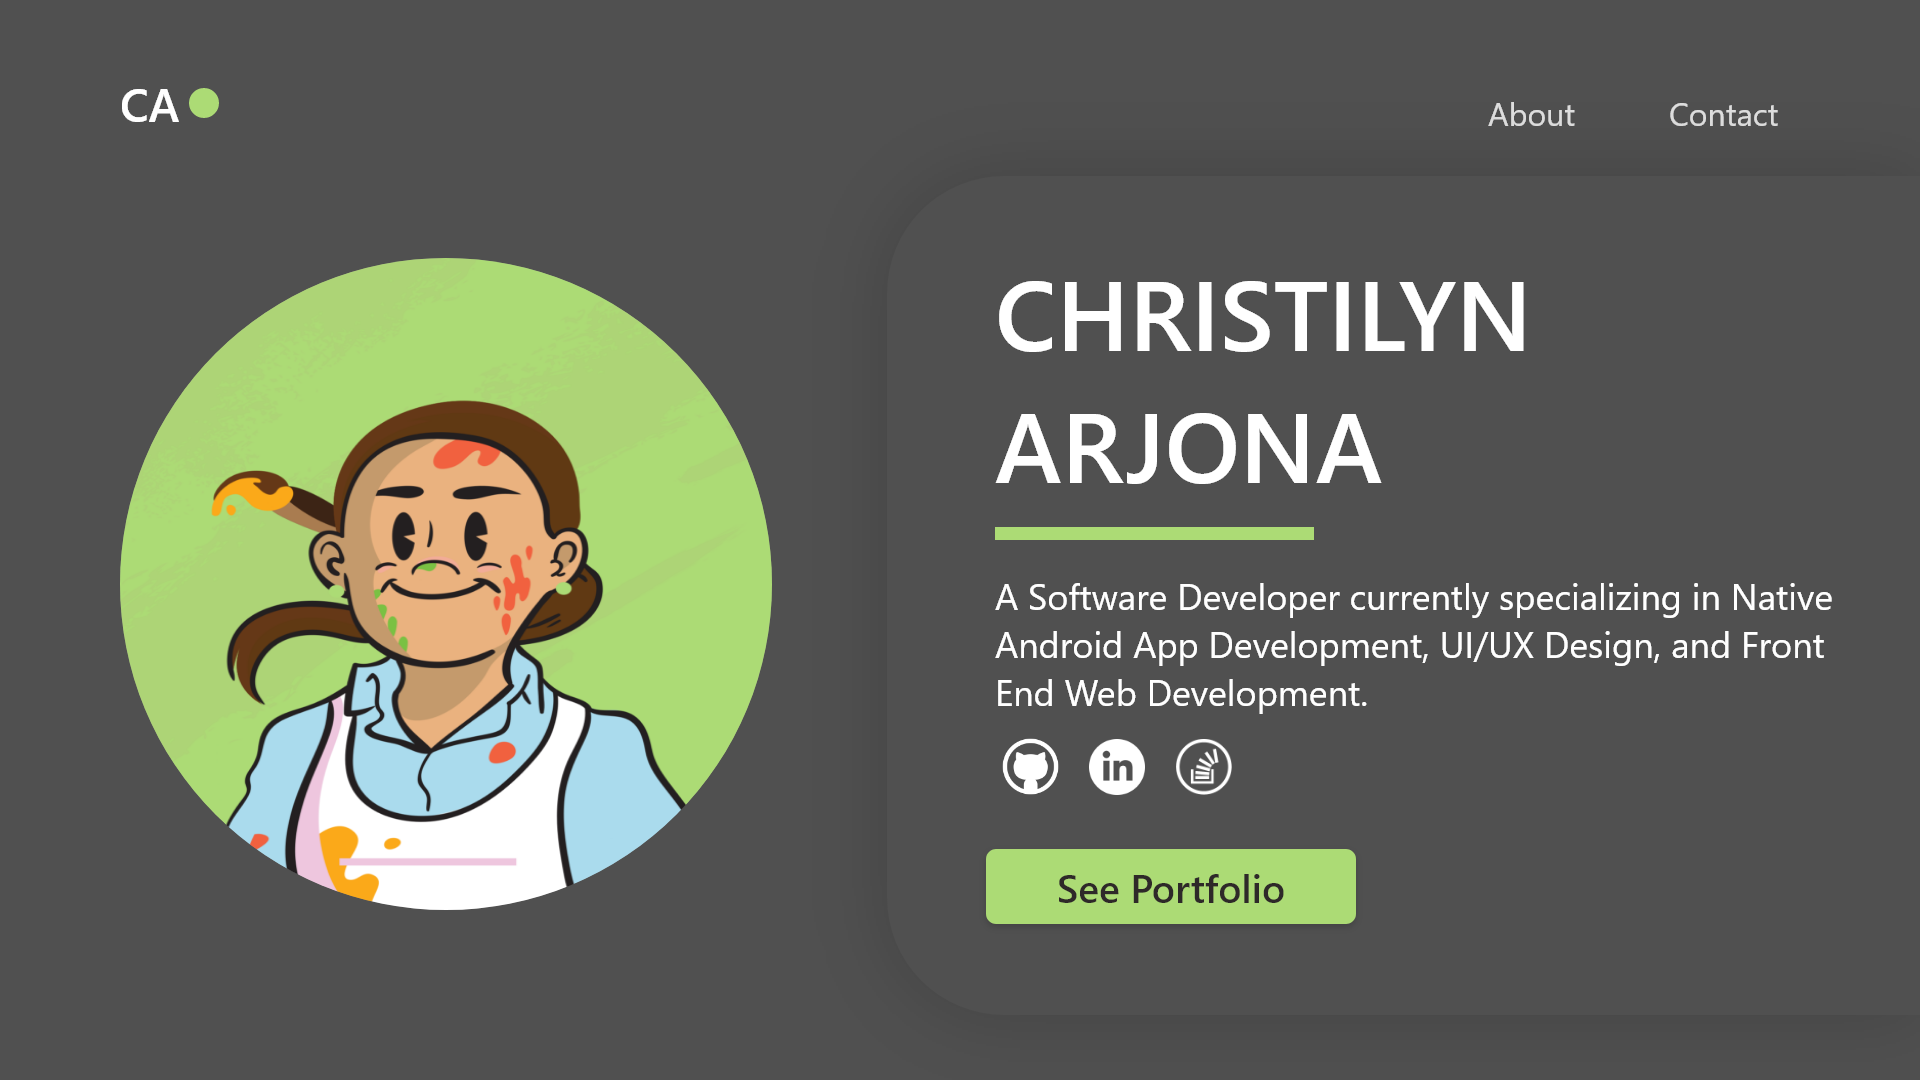 CA
About
Contact
CHRISTILYN
ARJONA
A Software Developer currently specializing in Native
Android App Development, UI/UX Design, and Front
End Web Development.
in
See Portfolio